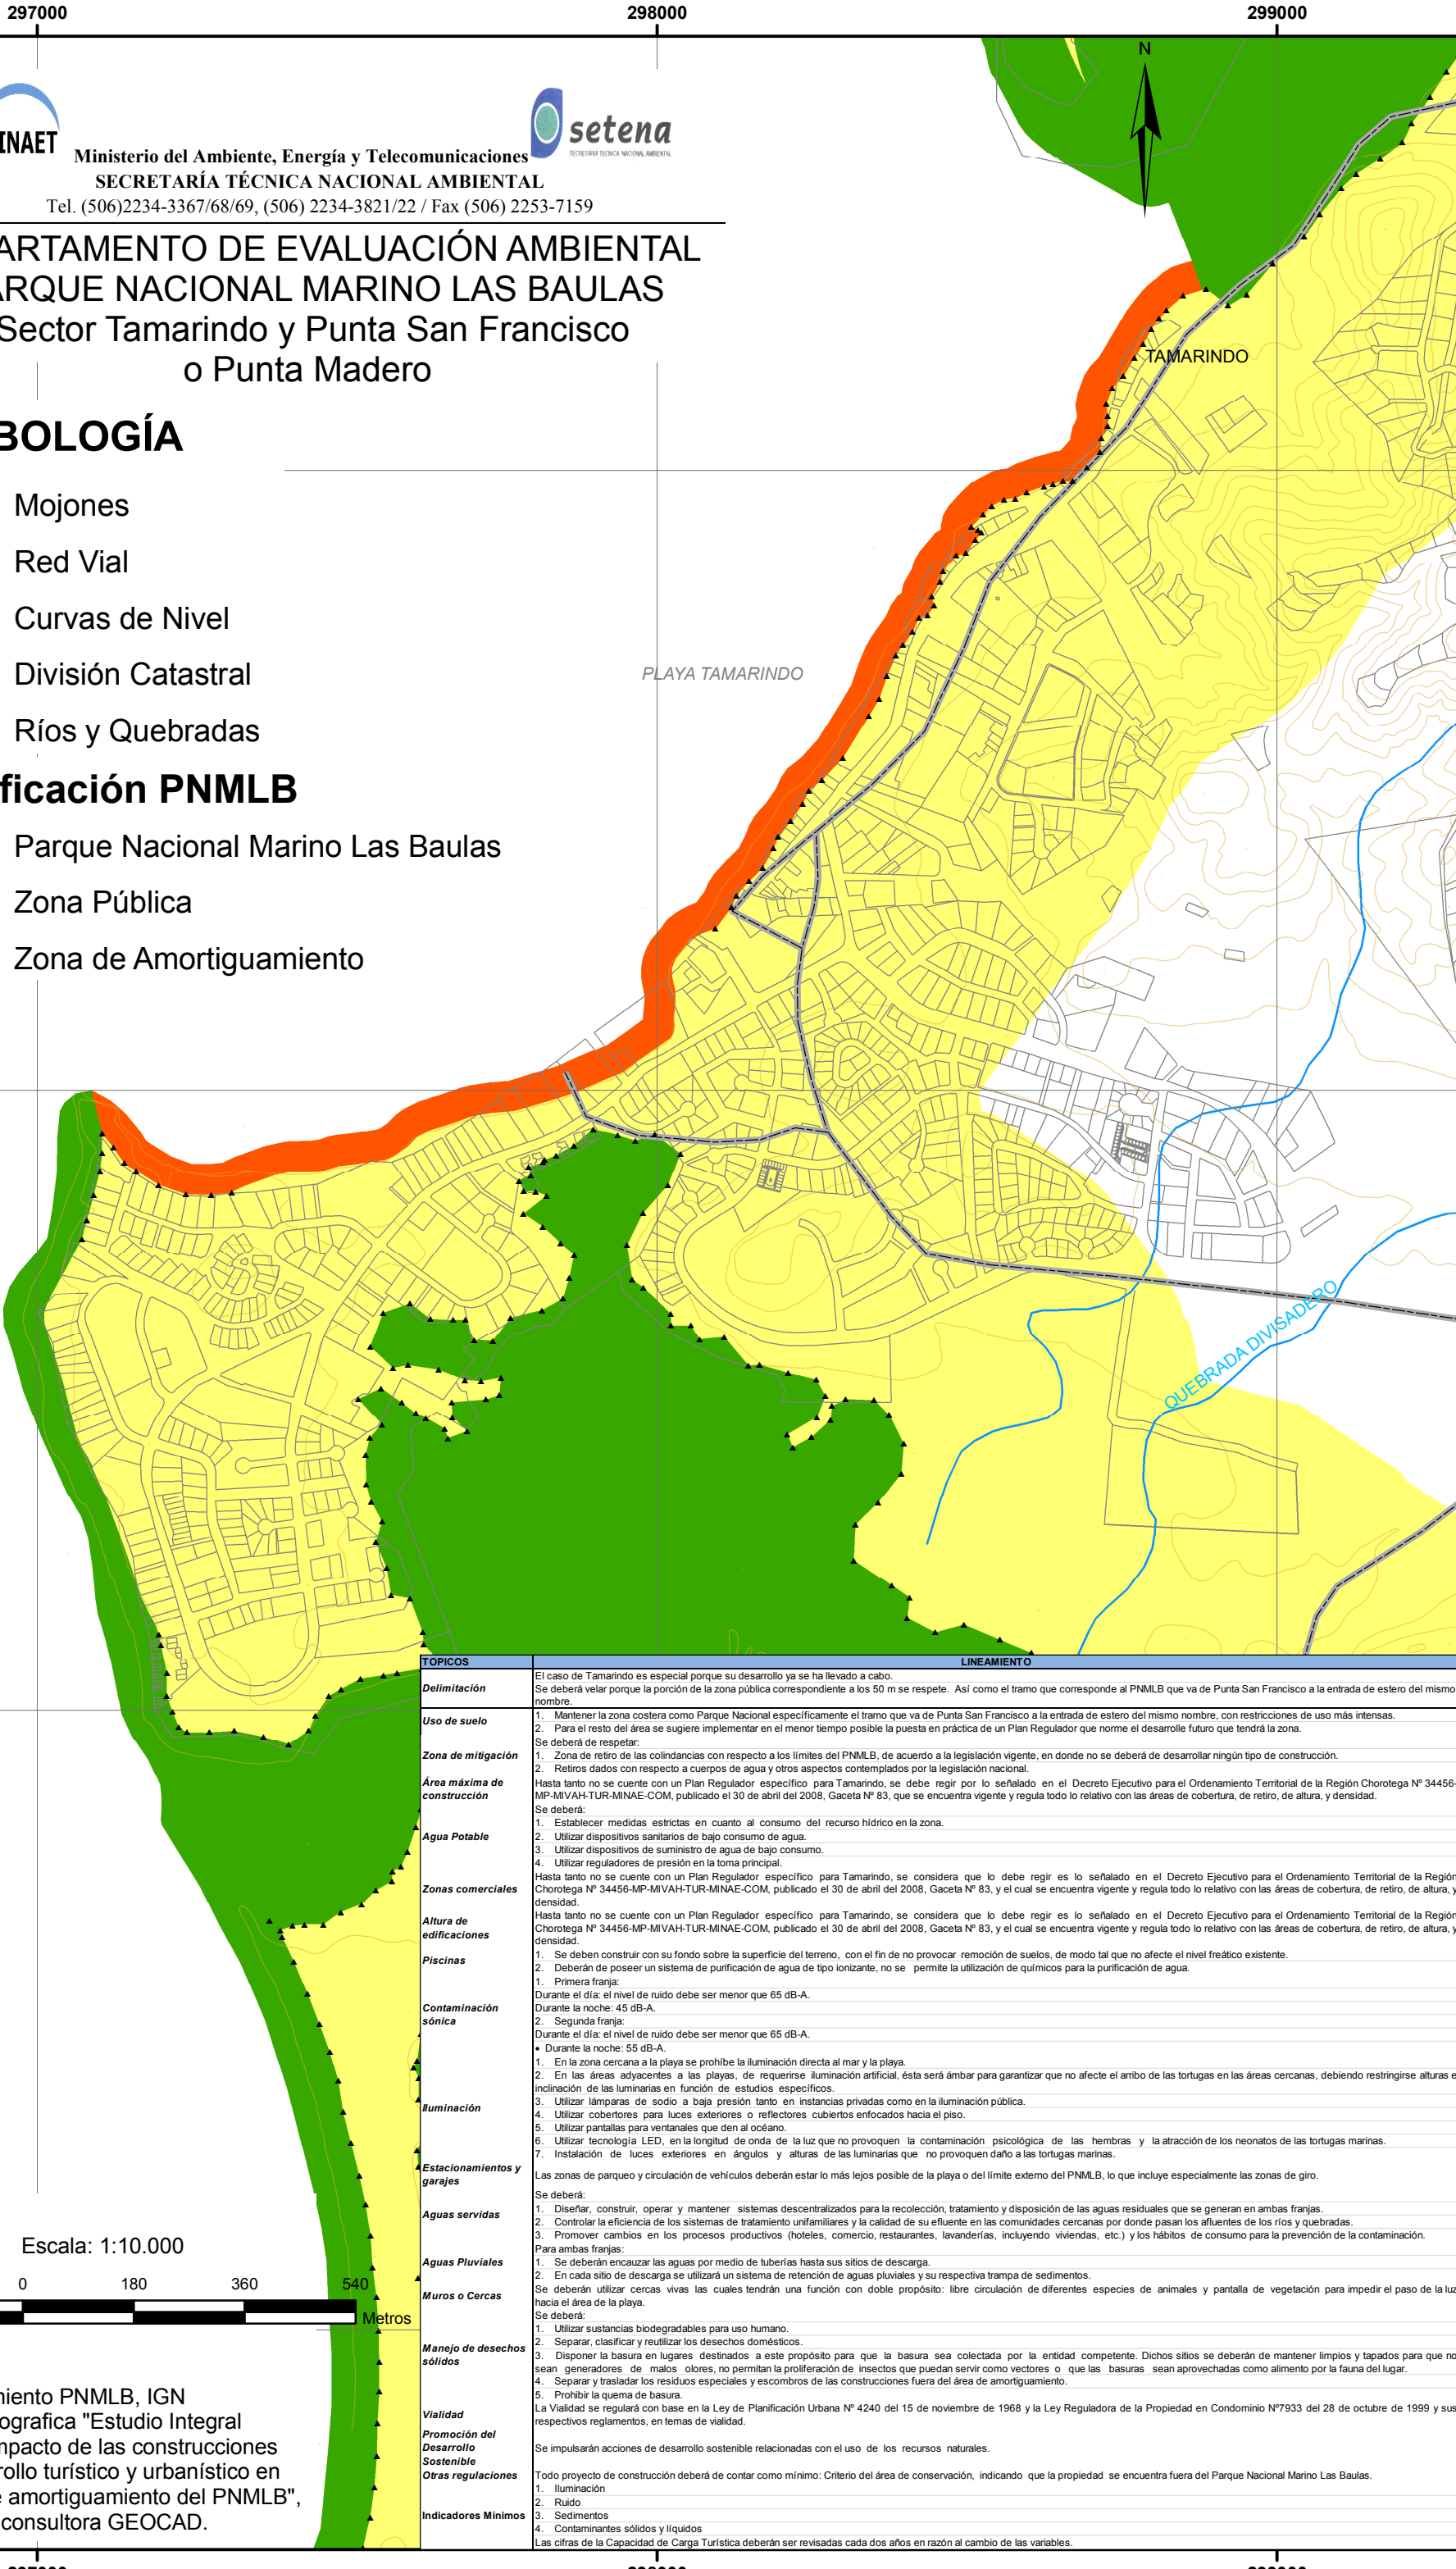 297000
298000
299000
N
INAET
setena
SECRETARÍA TÉCNICA NACIONAL AMBIENTAL
Ministerio del Ambiente, Energía y Telecomunicaciones
SECRETARÍA TÉCNICA NACIONAL AMBIENTAL
Tel. (506)2234-3367/68/69, (506) 2234-3821/22 / Fax (506) 2253-7159
ARTAMENTO DE EVALUACIÓN AMBIENTAL
ARQUE NACIONAL MARINO LAS BAULAS
Sector Tamarindo y Punta San Francisco
o Punta Madero
BOLOGÍA
Mojones
Red Vial
Curvas de Nivel
División Catastral
Ríos y Quebradas
ficación PNMLB
Parque Nacional Marino Las Baulas
Zona Pública
Zona de Amortiguamiento
TAMARINDO
PLAYA TAMARINDO
QUEBRADA DIVISADERO
TOPICOS
LINEAMIENTO
Delimitación
El caso de Tamarindo es especial porque su desarrollo ya se ha llevado a cabo.
Se deberá velar porque la porción de la zona pública correspondiente a los 50 m se respete. Así como el tramo que corresponde al PNMLB que va de Punta San Francisco a la entrada de estero del mismo
nombre.
Uso de suelo
1. Mantener la zona costera como Parque Nacional específicamente el tramo que va de Punta San Francisco a la entrada de estero del mismo nombre, con restricciones de uso más intensas.
2. Para el resto del área se sugiere implementar en el menor tiempo posible la puesta en práctica de un Plan Regulador que norme el desarrolle futuro que tendrá la zona.
Zona de mitigación
Se deberá de respetar:
1. Zona de retiro de las colindancias con respecto a los límites del PNMLB, de acuerdo a la legislación vigente, en donde no se deberá de desarrollar ningún tipo de construcción.
2. Retiros dados con respecto a cuerpos de agua y otros aspectos contemplados por la legislación nacional.
Área máxima de
construcción
Hasta tanto no se cuente con un Plan Regulador específico para Tamarindo, se debe regir por lo señalado en el Decreto Ejecutivo para el Ordenamiento Territorial de la Región Chorotega Nº 34456-
MP-MIVAH-TUR-MINAE-COM, publicado el 30 de abril del 2008, Gaceta Nº 83, que se encuentra vigente y regula todo lo relativo con las áreas de cobertura, de retiro, de altura, y densidad.
Agua Potable
Se deberá:
1. Establecer medidas estrictas en cuanto al consumo del recurso hídrico en la zona.
2. Utilizar dispositivos sanitarios de bajo consumo de agua.
3. Utilizar dispositivos de suministro de agua de bajo consumo.
4. Utilizar reguladores de presión en la toma principal.
Zonas comerciales
Hasta tanto no se cuente con un Plan Regulador específico para Tamarindo, se considera que lo debe regir es lo señalado en el Decreto Ejecutivo para el Ordenamiento Territorial de la Región
Chorotega Nº 34456-MP-MIVAH-TUR-MINAE-COM, publicado el 30 de abril del 2008, Gaceta Nº 83, y el cual se encuentra vigente y regula todo lo relativo con las áreas de cobertura, de retiro, de altura, y
densidad.
Altura de
edificaciones
Hasta tanto no se cuente con un Plan Regulador específico para Tamarindo, se considera que lo debe regir es lo señalado en el Decreto Ejecutivo para el Ordenamiento Territorial de la Región
Chorotega Nº 34456-MP-MIVAH-TUR-MINAE-COM, publicado el 30 de abril del 2008, Gaceta Nº 83, y el cual se encuentra vigente y regula todo lo relativo con las áreas de cobertura, de retiro, de altura, y
densidad.
Piscinas
1. Se deben construir con su fondo sobre la superficie del terreno, con el fin de no provocar remoción de suelos, de modo tal que no afecte el nivel freático existente.
2. Deberán de poseer un sistema de purificación de agua de tipo ionizante, no se permite la utilización de químicos para la purificación de agua.
Contaminación
sónica
1. Primera franja:
Durante el día: el nivel de ruido debe ser menor que 65 dB-A.
Durante la noche: 45 dB-A.
2. Segunda franja:
Durante el día: el nivel de ruido debe ser menor que 65 dB-A.
• Durante la noche: 55 dB-A.
Iluminación
1. En la zona cercana a la playa se prohíbe la iluminación directa al mar y la playa.
2. En las áreas adyacentes a las playas, de requerirse iluminación artificial, ésta será ámbar para garantizar que no afecte el arribo de las tortugas en las áreas cercanas, debiendo restringirse alturas e
inclinación de las luminarias en función de estudios específicos.
3. Utilizar lámparas de sodio a baja presión tanto en instancias privadas como en la iluminación pública.
4. Utilizar cobertores para luces exteriores o reflectores cubiertos enfocados hacia el piso.
5. Utilizar pantallas para ventanales que den al océano.
6. Utilizar tecnología LED, en la longitud de onda de la luz que no provoquen la contaminación psicológica de las hembras y la atracción de los neonatos de las tortugas marinas.
7. Instalación de luces exteriores en ángulos y alturas de las luminarias que no provoquen daño a las tortugas marinas.
Estacionamientos y
garajes
Las zonas de parqueo y circulación de vehículos deberán estar lo más lejos posible de la playa o del límite externo del PNMLB, lo que incluye especialmente las zonas de giro.
Aguas servidas
Se deberá:
1. Diseñar, construir, operar y mantener sistemas descentralizados para la recolección, tratamiento y disposición de las aguas residuales que se generan en ambas franjas.
2. Controlar la eficiencia de los sistemas de tratamiento unifamiliares y la calidad de su efluente en las comunidades cercanas por donde pasan los afluentes de los ríos y quebradas.
3. Promover cambios en los procesos productivos (hoteles, comercio, restaurantes, lavanderías, incluyendo viviendas, etc.) y los hábitos de consumo para la prevención de la contaminación.
Aguas Pluviales
Para ambas franjas:
1. Se deberán encauzar las aguas por medio de tuberías hasta sus sitios de descarga.
2. En cada sitio de descarga se utilizará un sistema de retención de aguas pluviales y su respectiva trampa de sedimentos.
Muros o Cercas
Se deberán utilizar cercas vivas las cuales tendrán una función con doble propósito: libre circulación de diferentes especies de animales y pantalla de vegetación para impedir el paso de la luz
hacia el área de la playa.
Manejo de desechos
sólidos
Se deberá:
1. Utilizar sustancias biodegradables para uso humano.
2. Separar, clasificar y reutilizar los desechos domésticos.
3. Disponer la basura en lugares destinados a este propósito para que la basura sea colectada por la entidad competente. Dichos sitios se deberán de mantener limpios y tapados para que no
sean generadores de malos olores, no permitan la proliferación de insectos que puedan servir como vectores o que las basuras sean aprovechadas como alimento por la fauna del lugar.
4. Separar y trasladar los residuos especiales y escombros de las construcciones fuera del área de amortiguamiento.
5. Prohibir la quema de basura.
Vialidad
La Vialidad se regulará con base en la Ley de Planificación Urbana Nº 4240 del 15 de noviembre de 1968 y la Ley Reguladora de la Propiedad en Condominio Nº7933 del 28 de octubre de 1999 y sus
respectivos reglamentos, en temas de vialidad.
Promoción del
Desarrollo
Sostenible
Se impulsarán acciones de desarrollo sostenible relacionadas con el uso de los recursos naturales.
Otras regulaciones
Todo proyecto de construcción deberá de contar como mínimo: Criterio del área de conservación, indicando que la propiedad se encuentra fuera del Parque Nacional Marino Las Baulas.
Indicadores Mínimos
1. Iluminación
2. Ruido
3. Sedimentos
4. Contaminantes sólidos y líquidos
Las cifras de la Capacidad de Carga Turística deberán ser revisadas cada dos años en razón al cambio de las variables.
Escala: 1:10.000
0 180 360 540
Metros
miento PNMLB, IGN
ografica "Estudio Integral
mpacto de las construcciones
rollo turístico y urbanístico en
e amortiguamiento del PNMLB",
consultora GEOCAD.
297000
298000
299000